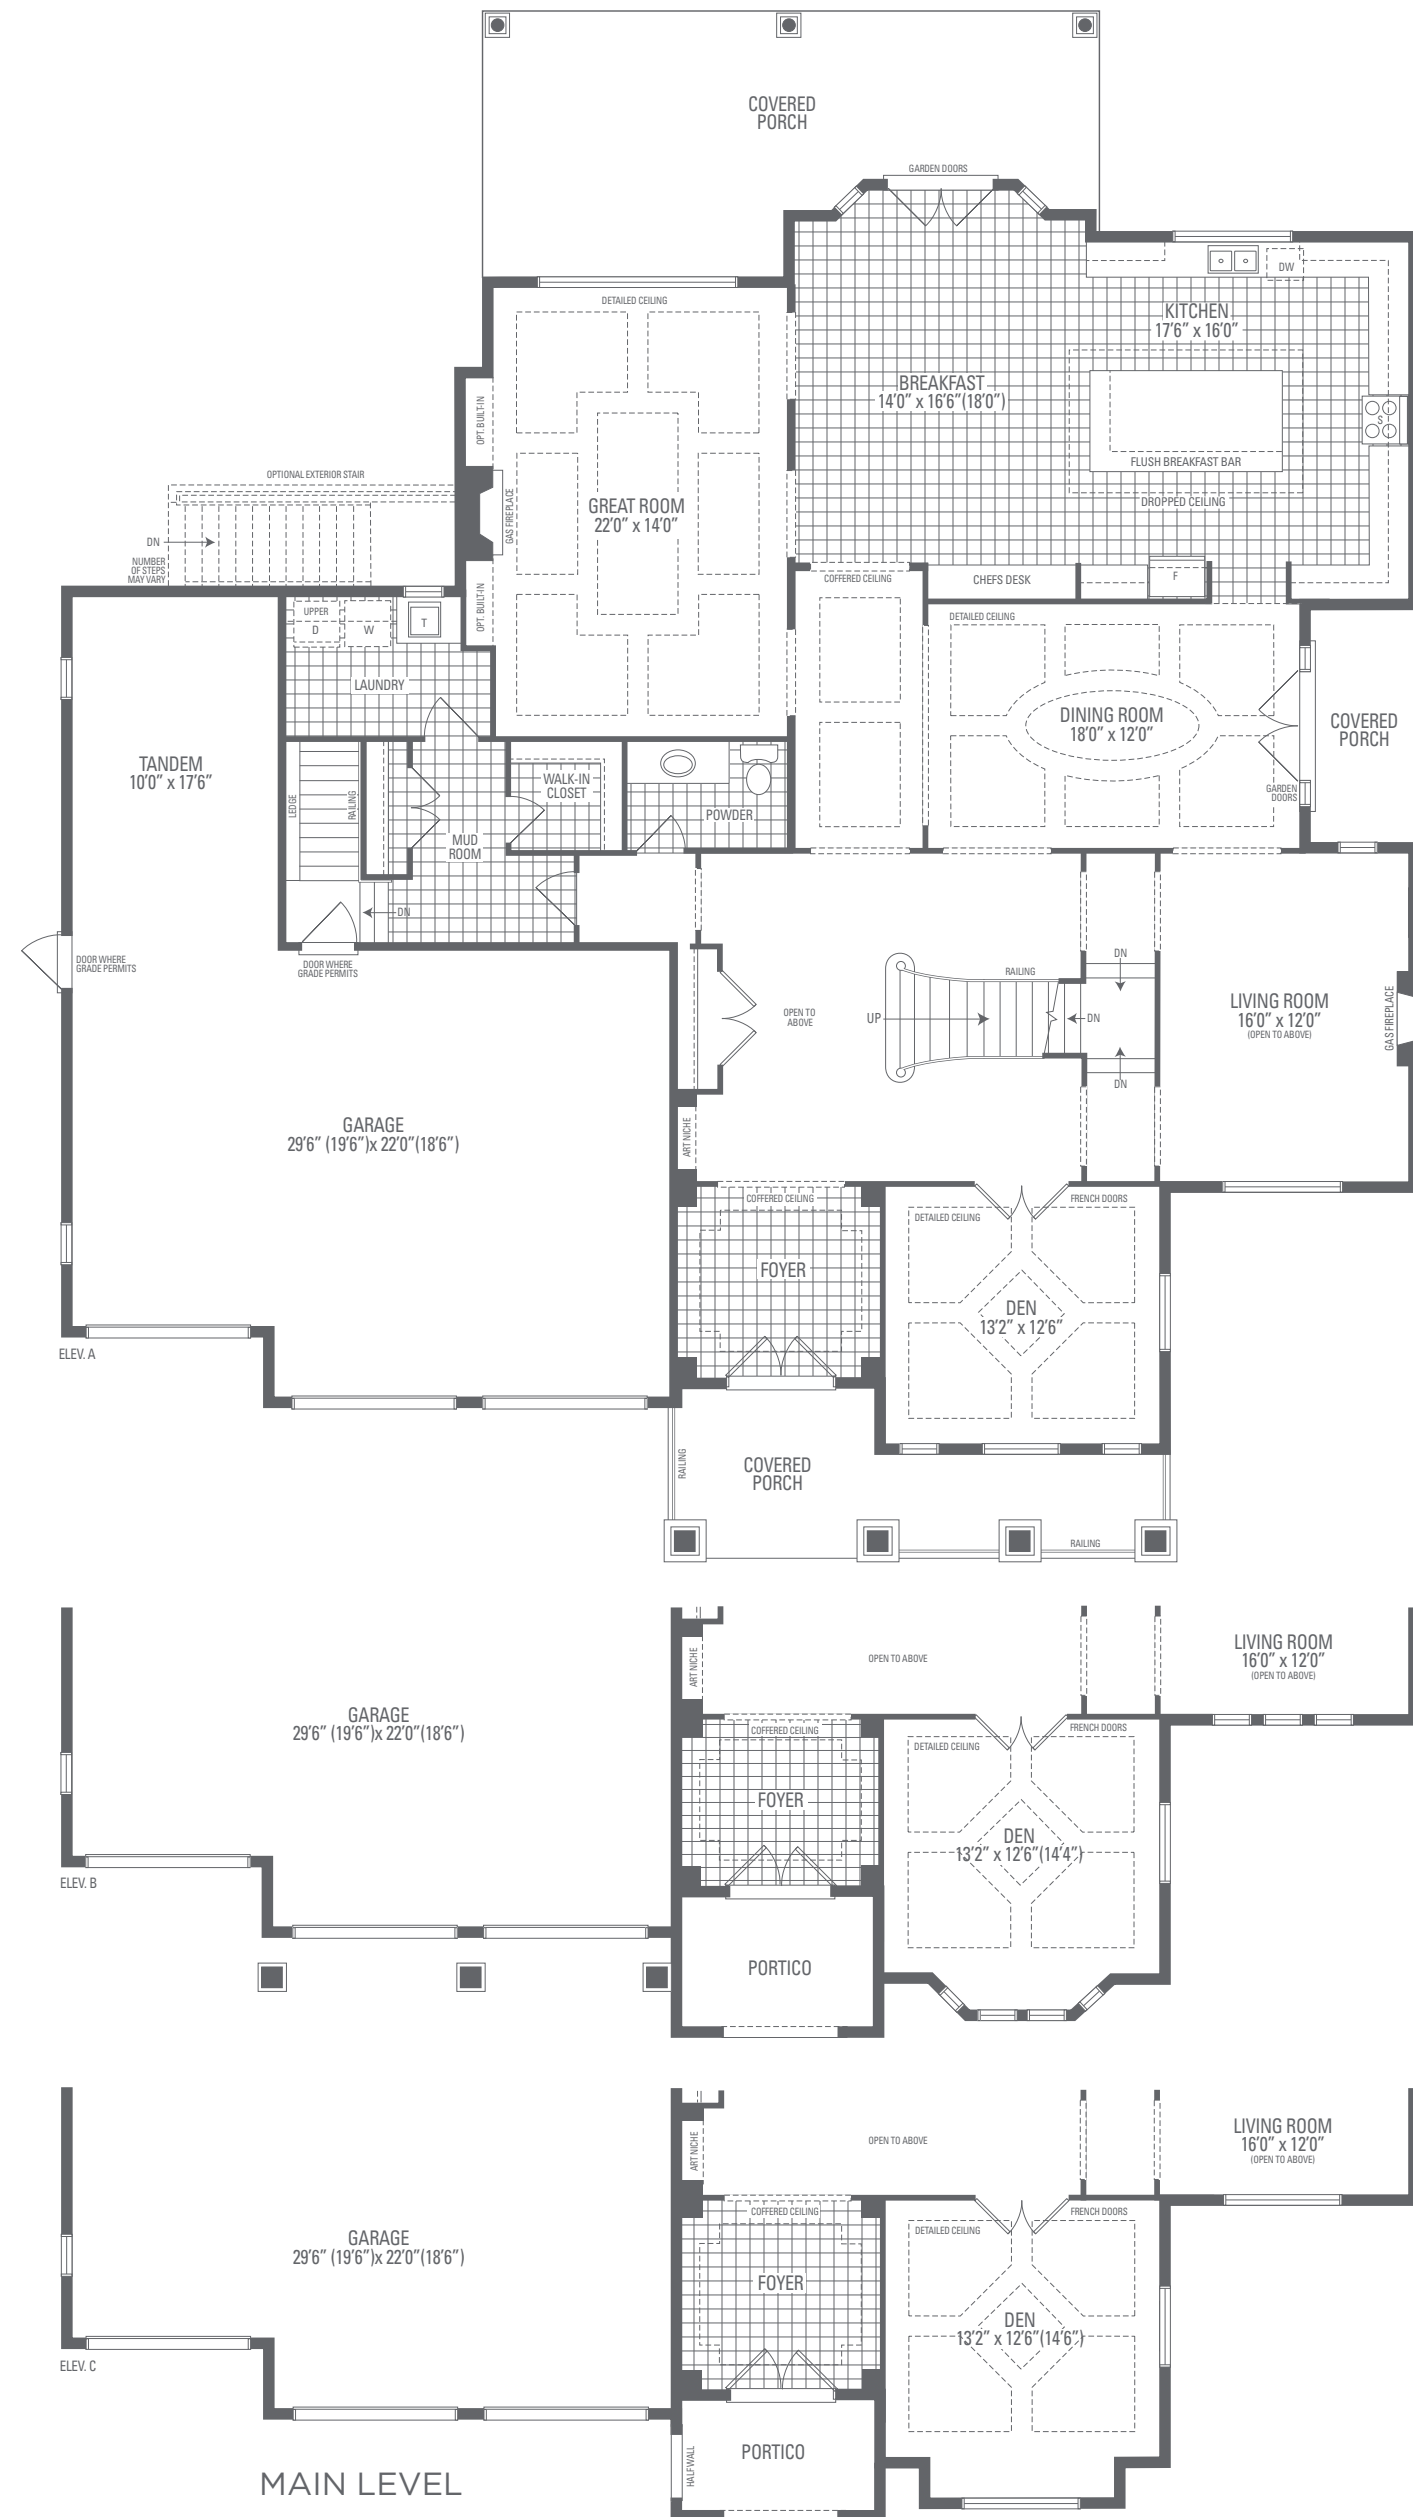 COVERED
PORCH
GARDEN DOORS
DW
DETAILED CEILING
KITCHEN
17'6" x 16'0"
BREAKFAST
14'0" x 16'6"(18'0")
OPT. BUILT-IN
S
FLUSH BREAKFAST BAR
OPTIONAL EXTERIOR STAIR
GREAT ROOM
22'0" x 14'0"
GAS FIREPLACE
DROPPED CEILING
DN
NUMBER
OF STEPS
MAY VARY
COFFERED CEILING
CHEFS DESK
F
OPT. BUILT-IN
UPPER
D
W
T
DETAILED CEILING
LAUNDRY
DINING ROOM
18'0" x 12'0"
COVERED
PORCH
TANDEM
10'0" x 17'6"
WALK-IN
CLOSET
GARDEN
DOORS
LEDGE
RAILING
POWDER
MUD
ROOM
DN
DOOR WHERE
GRADE PERMITS
DOOR WHERE
GRADE PERMITS
DN
RAILING
OPEN TO
ABOVE
UP
DN
LIVING ROOM
16'0" x 12'0"
(OPEN TO ABOVE)
GAS FIREPLACE
DN
GARAGE
29'6" (19'6")x 22'0"(18'6")
ART NICHE
COFFERED CEILING
FRENCH DOORS
DETAILED CEILING
FOYER
DEN
13'2" x 12'6"
ELEV. A
RAILING
COVERED
PORCH
RAILING
LIVING ROOM
16'0" x 12'0"
(OPEN TO ABOVE)
ART NICHE
OPEN TO ABOVE
GARAGE
29'6" (19'6")x 22'0"(18'6")
COFFERED CEILING
FRENCH DOORS
DETAILED CEILING
FOYER
DEN
13'2" x 12'6"(14'4")
ELEV. B
PORTICO
LIVING ROOM
16'0" x 12'0"
(OPEN TO ABOVE)
ART NICHE
OPEN TO ABOVE
GARAGE
29'6" (19'6")x 22'0"(18'6")
COFFERED CEILING
FRENCH DOORS
DETAILED CEILING
FOYER
DEN
13'2" x 12'6"(14'6")
ELEV. C
HALF WALL
PORTICO
MAIN LEVEL